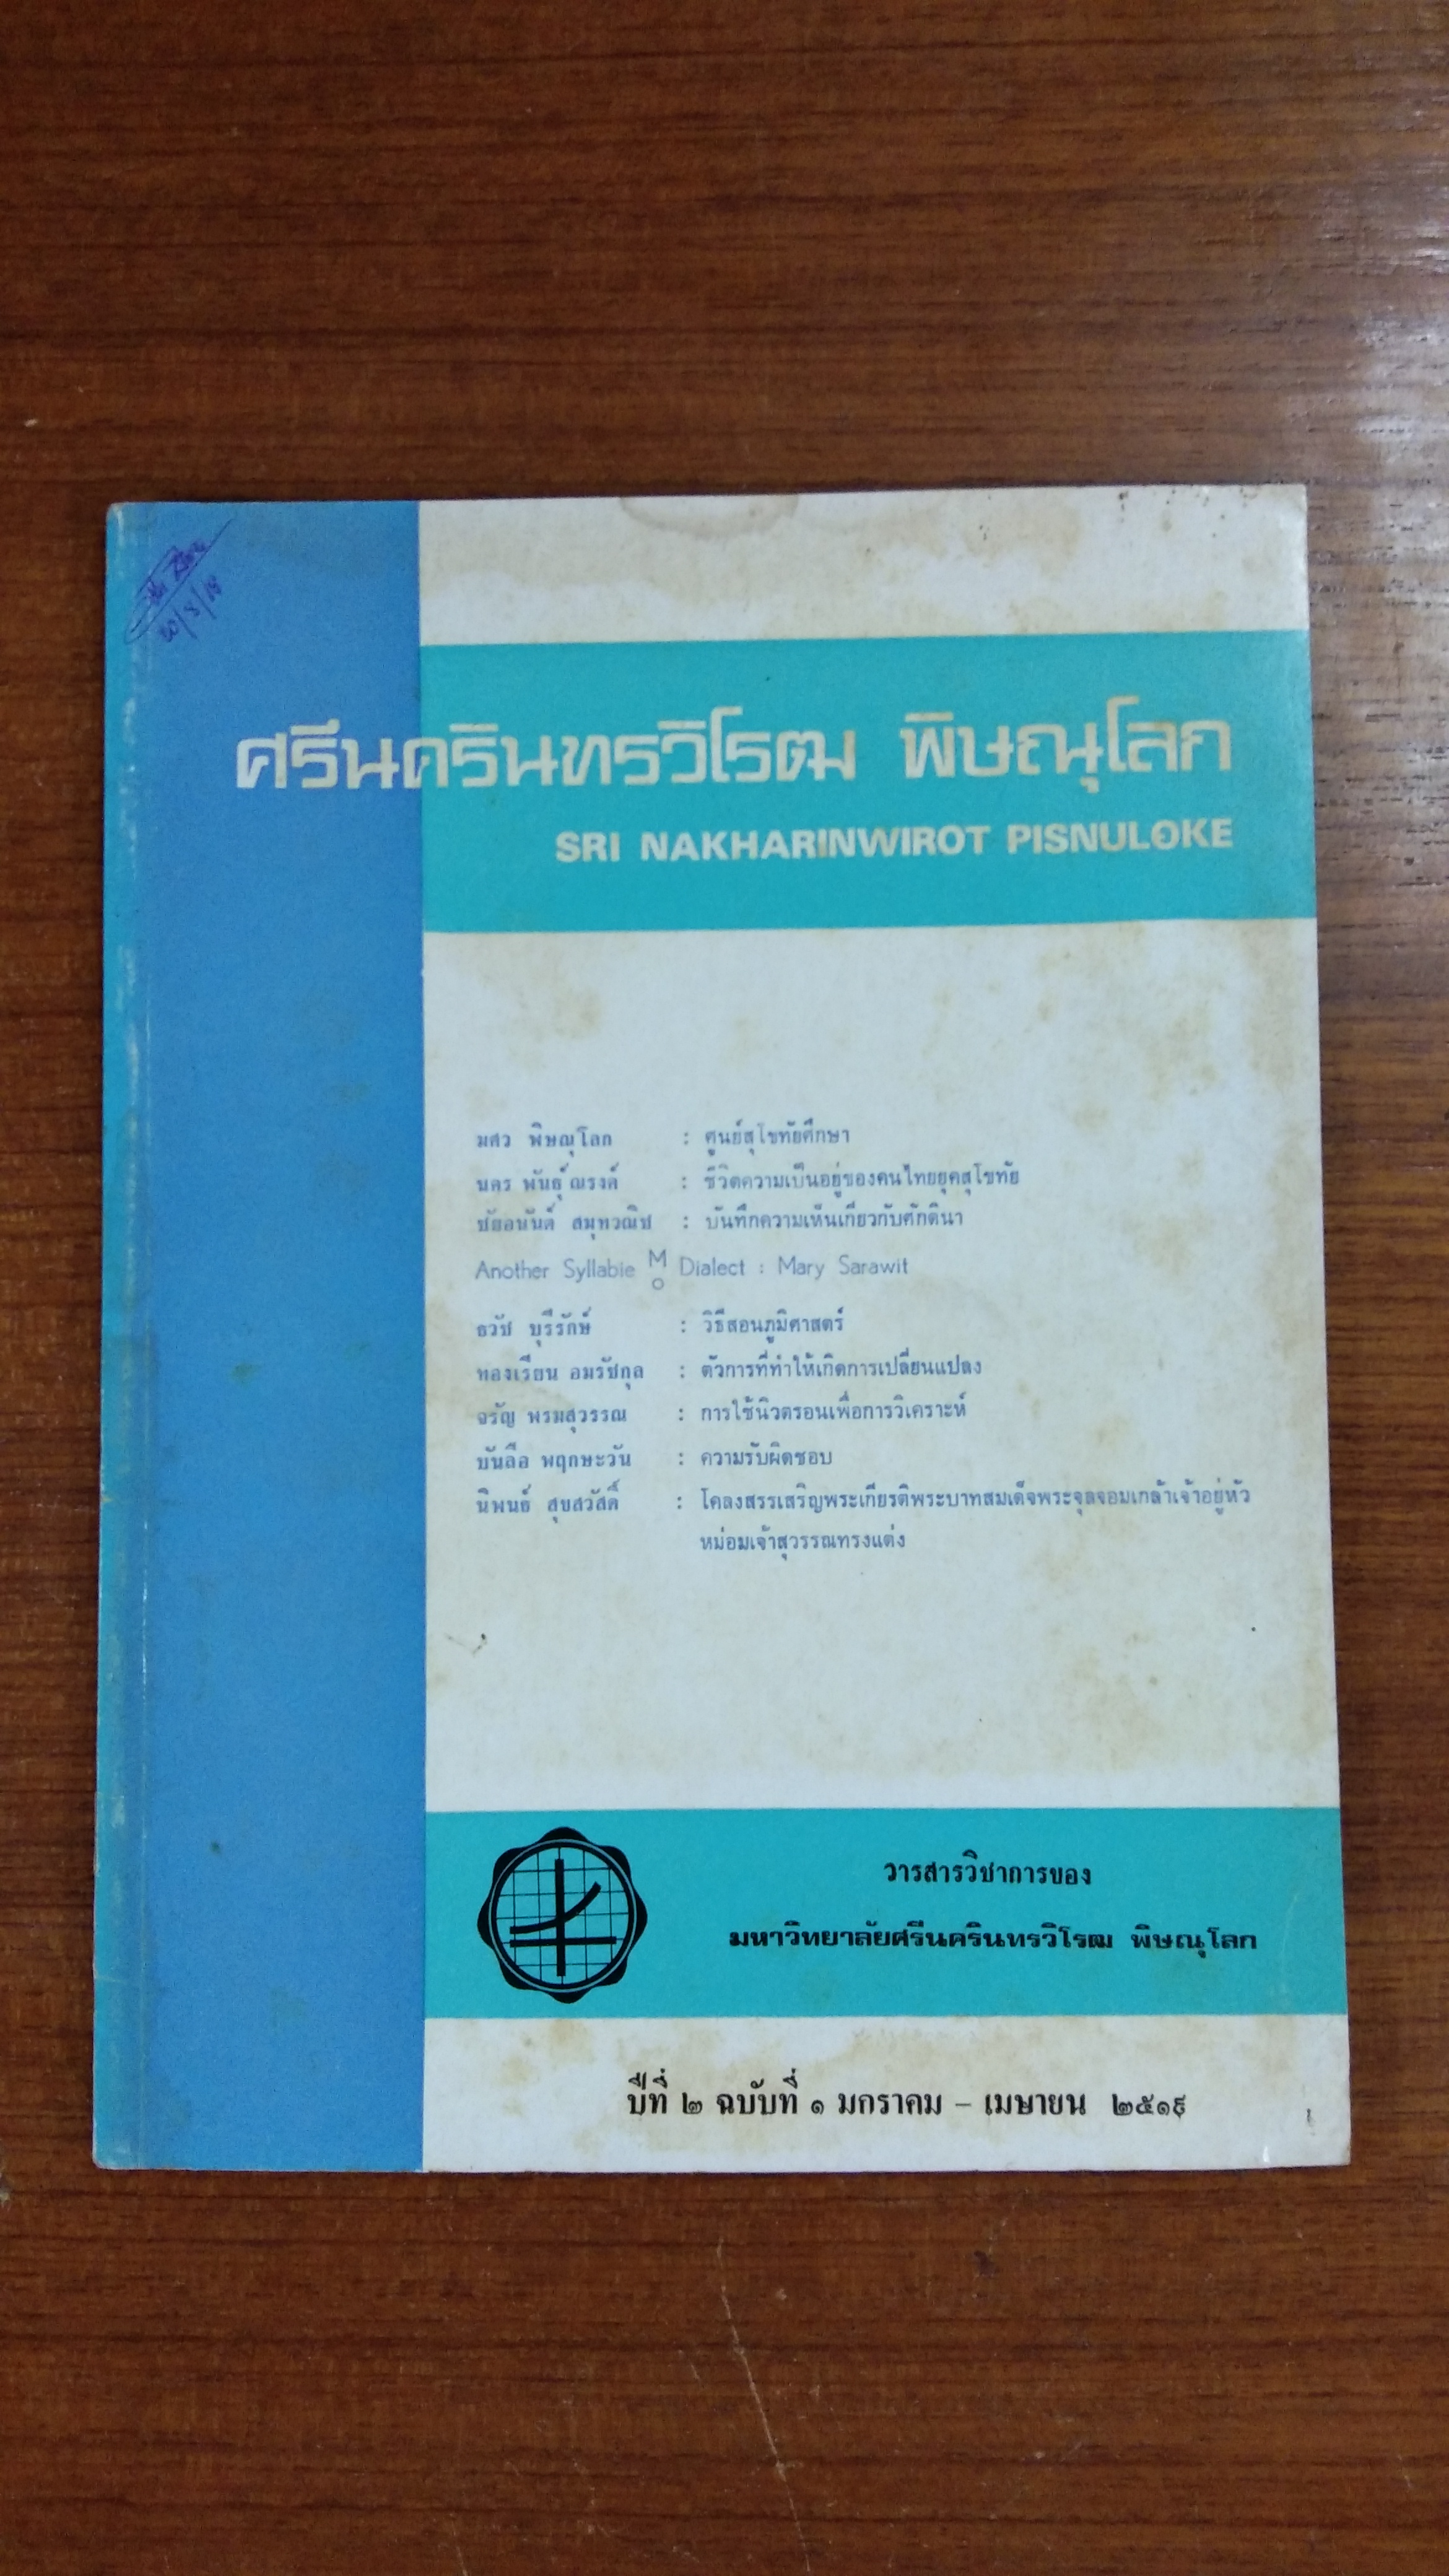 ศรีนครินทรวิโรฒ พิษณุโลก
SRI NAKHARINWIROT PISNULOKE
มศว พิษณุโลก : ศูนย์สุโขทัยศึกษา
นคร พันธุ์ณรงค์ : ชีวิตความเป็นอยู่ของคนไทยยุคสุโขทัย
ชัยอนันต์ สมุทวณิช : บันทึกความเห็นเกี่ยวกับศักดินา
Another Syllabie M Dialect : Mary Sarawit
o
ธวัช บุรีรักษ์ : วิธีสอนภูมิศาสตร์
ทองเรียน อมรัชกุล : ตัวการที่ทำให้เกิดการเปลี่ยนแปลง
จรัญ พรมสุวรรณ : การใช้นิวตรอนเพื่อการวิเคราะห์
บันลือ พฤกษะวัน : ความรับผิดชอบ
นิพนธ์ สุขสวัสดิ์ : โคลงสรรเสริญพระเกียรติพระบาทสมเด็จพระจุลจอมเกล้าเจ้าอยู่หัว
หม่อมเจ้าสุวรรณทรงแต่ง
วารสารวิชาการของ
มหาวิทยาลัยศรีนครินทรวิโรฒ พิษณุโลก
ปีที่ ๒ ฉบับที่ ๑ มกราคม – เมษายน ๒๕๑๙